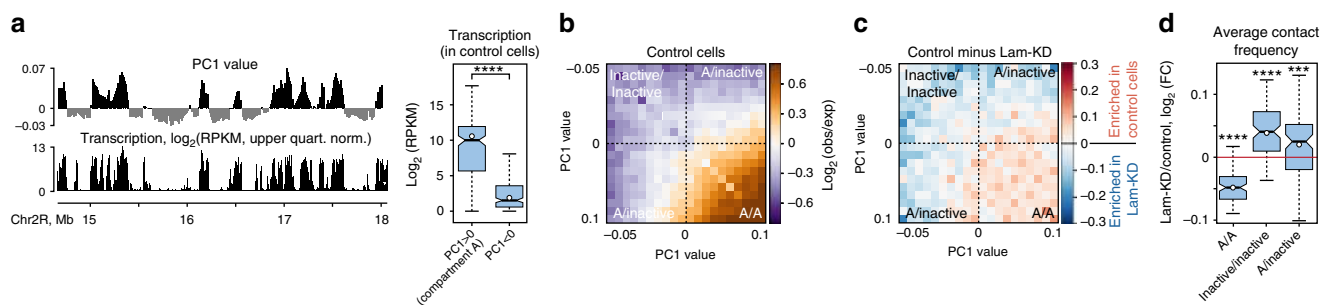 a
PC1 value
0.07
0
−0.03
Transcription, log2(RPKM, upper quart. norm.)
13
0
Chr2R, Mb
15
16
17
18
Transcription
(in control cells)
****
Log2 (RPKM)
15
10
5
0
PC1>0
(compartment A)
PC1<0
b
Control cells
−0.05
PC1 value
0
0.1
Inactive/
Inactive
A/inactive
A/inactive
A/A
−0.05
0
0.1
PC1 value
0.6
0.4
0.2
0
−0.2
−0.6
Log2(obs/exp)
c
Control minus Lam-KD
−0.05
PC1 value
0
0.1
Inactive/
Inactive
A/inactive
A/inactive
A/A
−0.05
0
0.1
PC1 value
0.3
0.2
0.1
0
−0.1
−0.2
−0.3
Enriched in
control cells
Enriched in
Lam-KD
d
Average contact
frequency
Lam-KD/control, log2 (FC)
0.1
0
−0.1
****
****
***
A/A
Inactive/inactive
A/inactive